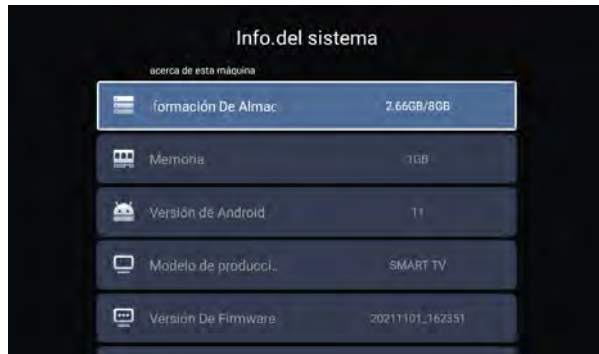 Info.del sistema
acerca de esta máquina
formación De Almac 2.66GB/8GB
Memoria 1GB
Versión de Android 11
Modelo de producci.. SMART TV
Versión De Firmware 20211101_162351